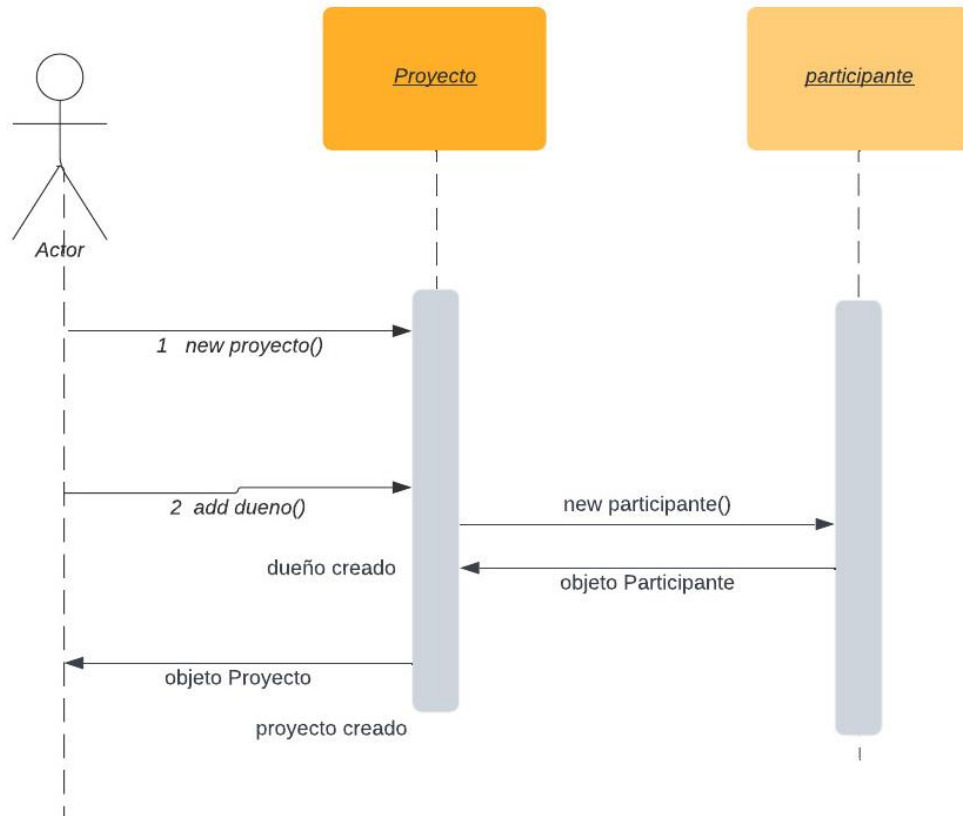 Proyecto
participante
Actor
1 new proyecto()
2 add dueno()
new participante()
dueño creado
objeto Participante
objeto Proyecto
proyecto creado